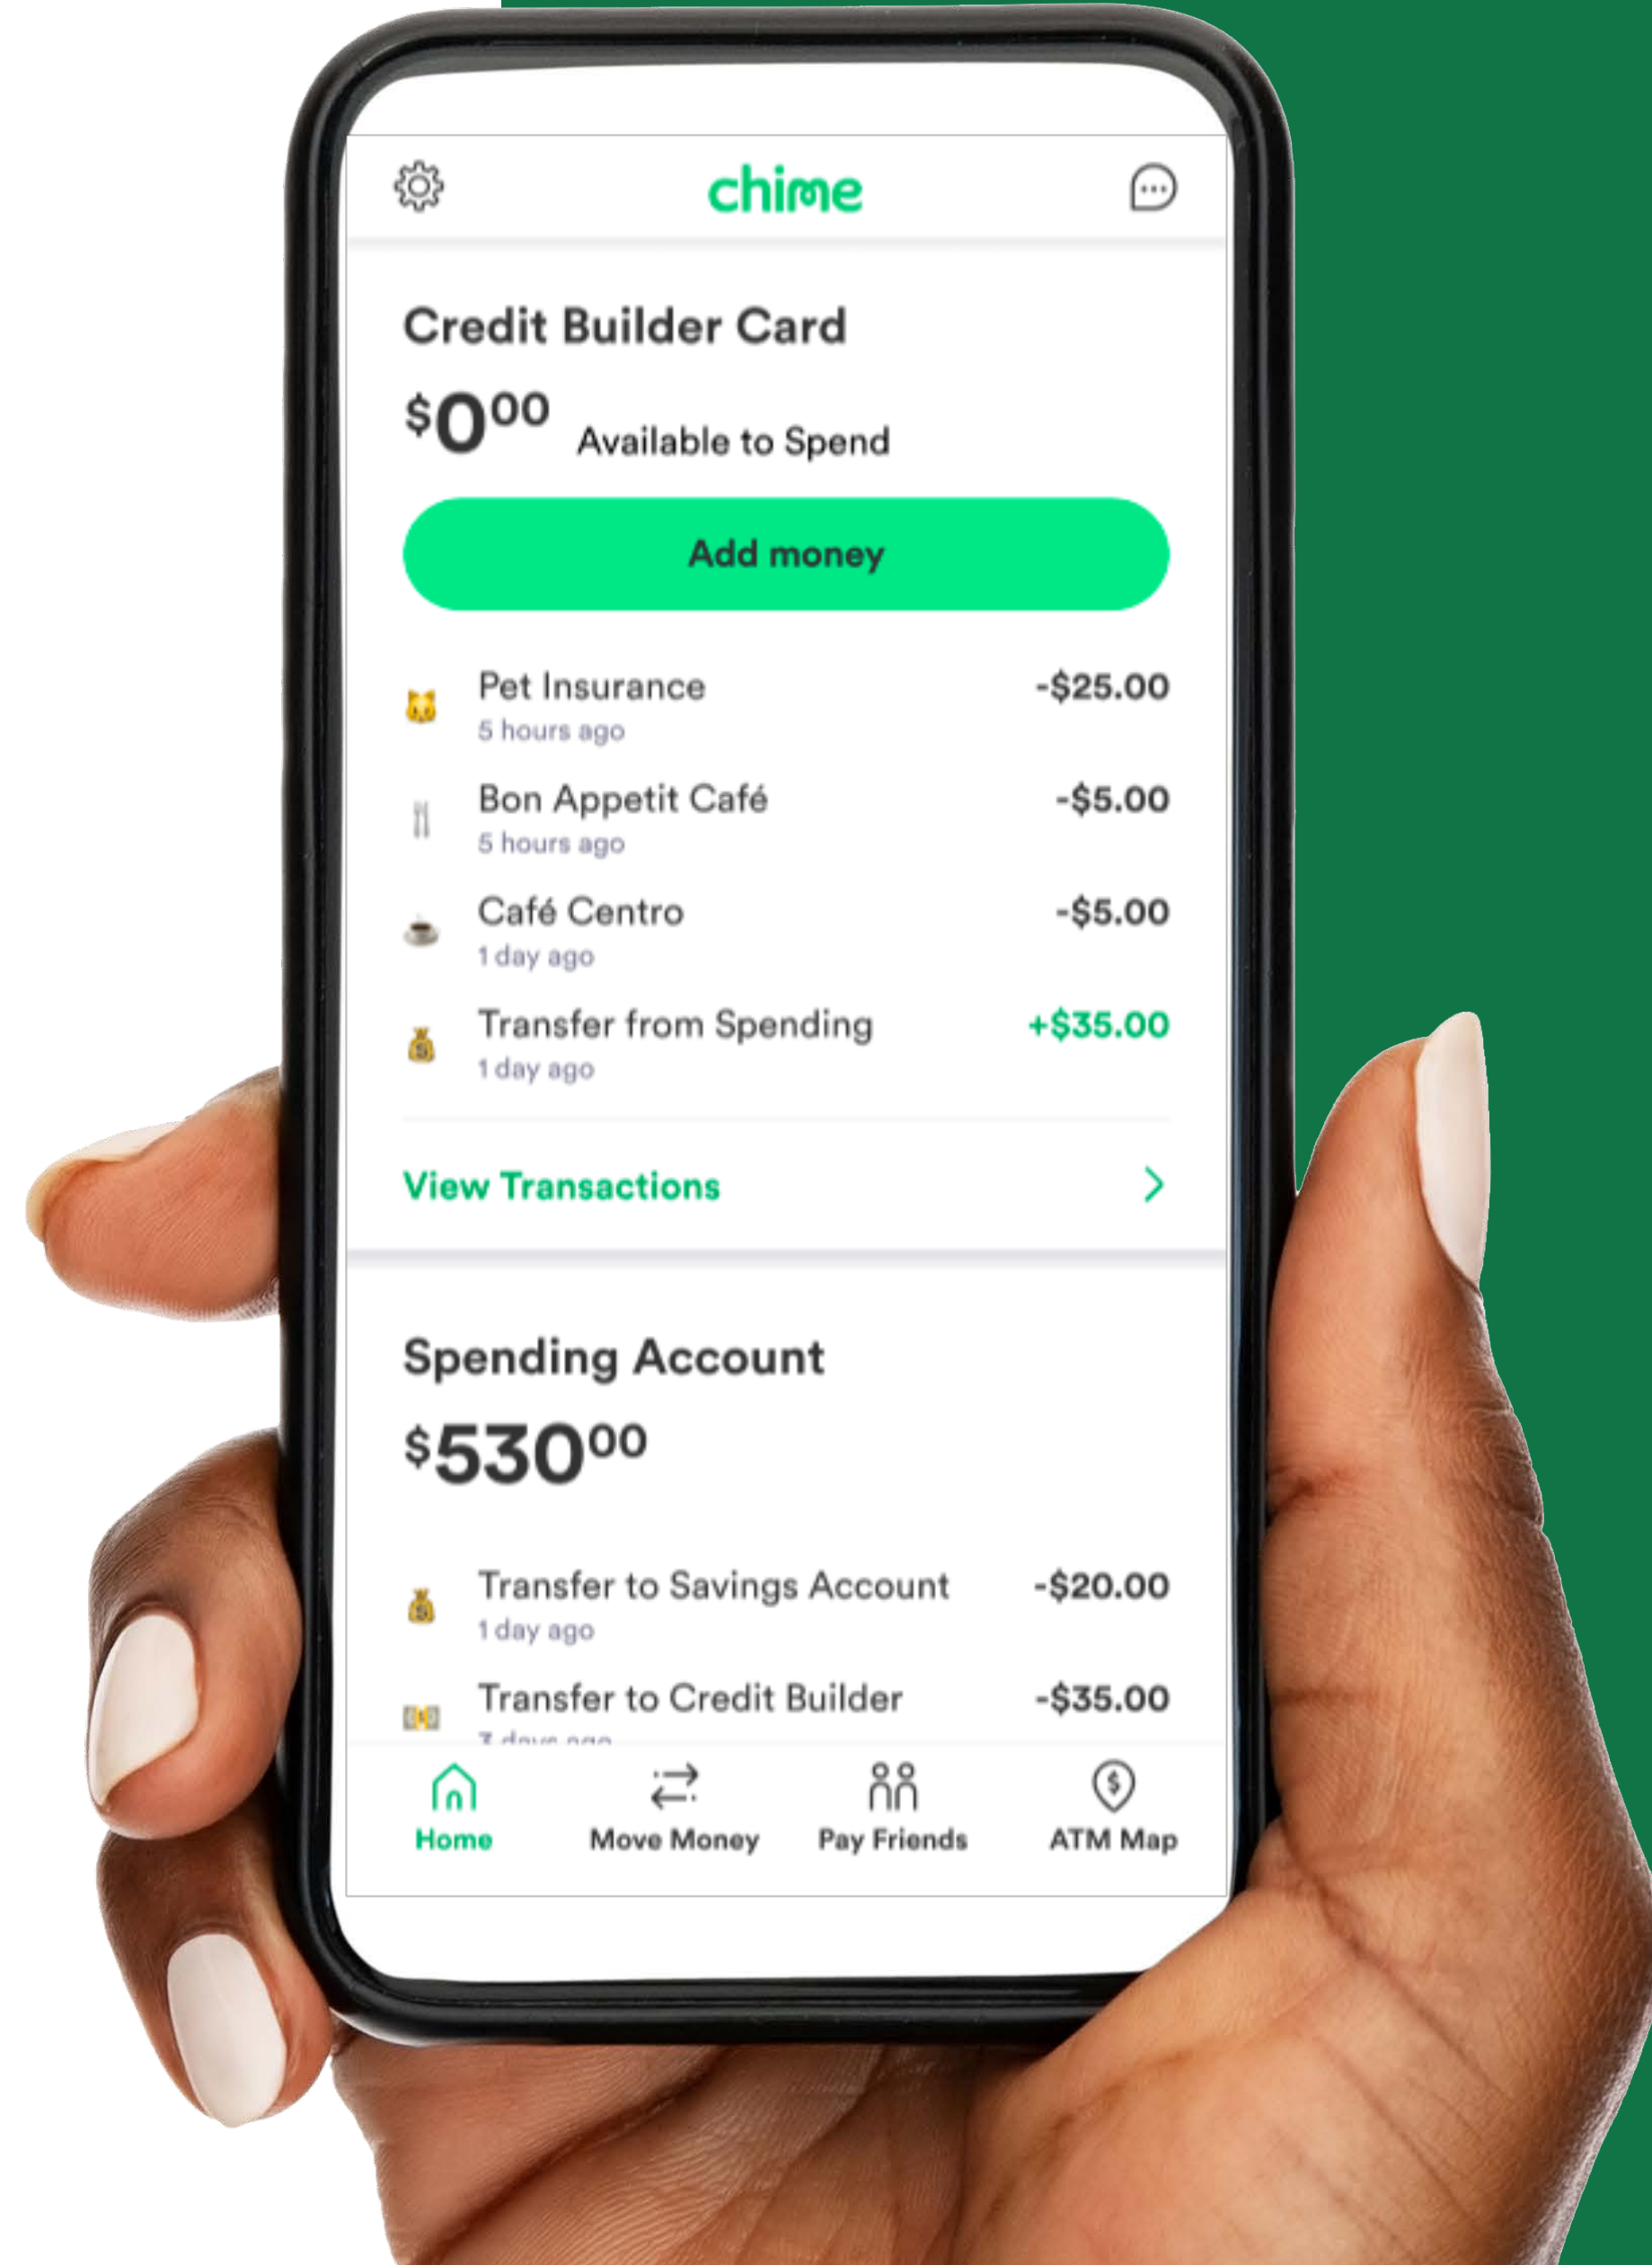 chime
Credit Builder Card
$0.00 Available to Spend
Add money
Pet Insurance -$25.00
5 hours ago
Bon Appetit Café -$5.00
5 hours ago
Café Centro -$5.00
1 day ago
Transfer from Spending +$35.00
1 day ago
View Transactions
Spending Account
$530.00
Transfer to Savings Account -$20.00
1 day ago
Transfer to Credit Builder -$35.00
3 days ago
Home Move Money Pay Friends ATM Map